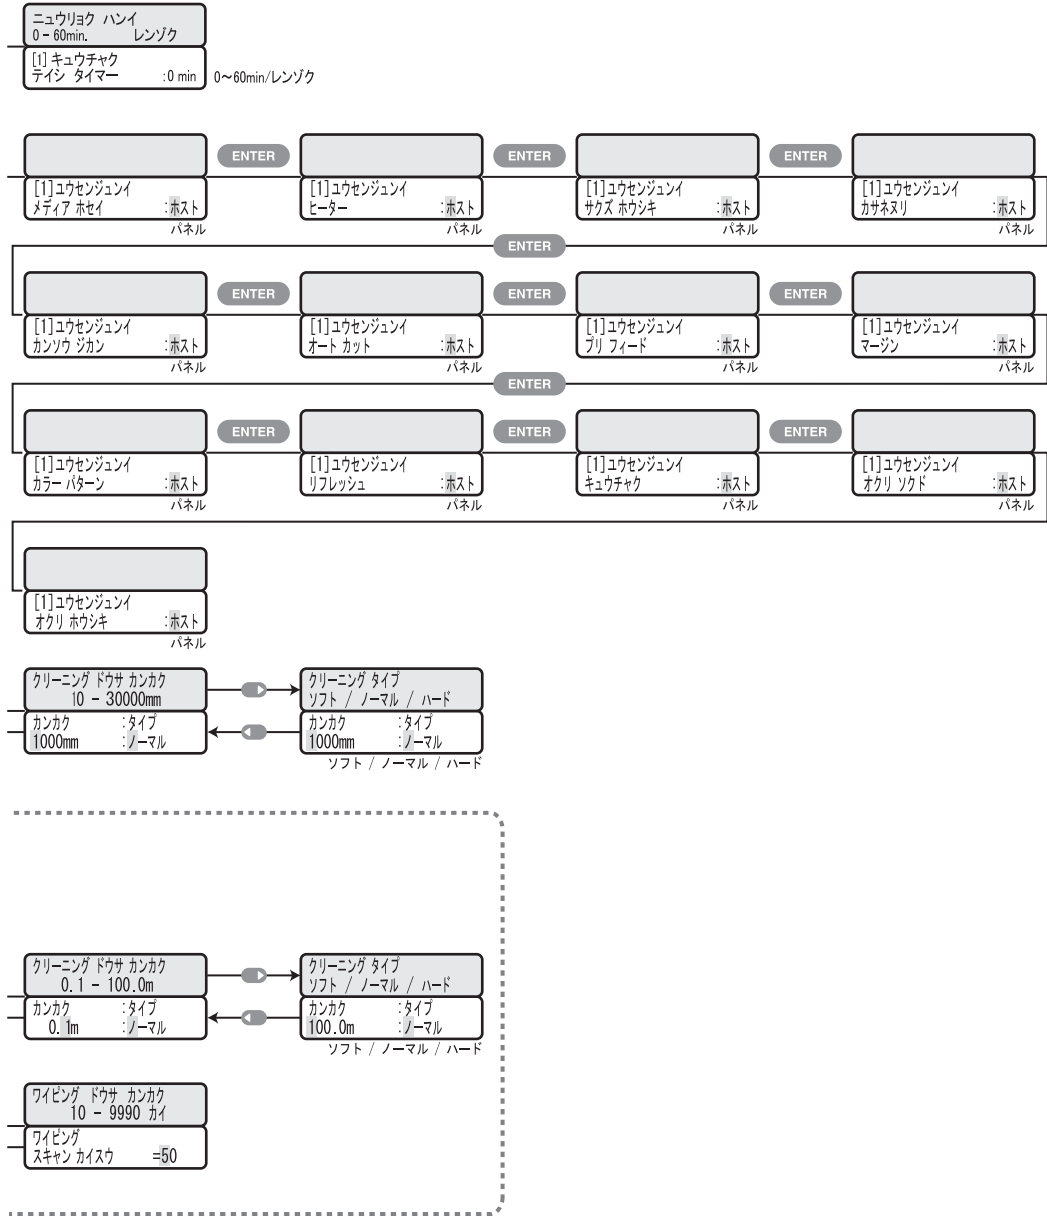 ニュウリョク ハンイ
0 - 60min. レンゾク
[1] キュウチャク
テイシ タイマー :0 min
0～60min/レンゾク
ENTER ENTER ENTER
[1]ユウセンジュンイ
メディア ホセイ :ホスト
パネル
[1]ユウセンジュンイ
ヒーター :ホスト
パネル
[1]ユウセンジュンイ
サクズ ホウシキ :ホスト
パネル
[1]ユウセンジュンイ
カサネヌリ :ホスト
パネル
ENTER
ENTER ENTER ENTER
[1]ユウセンジュンイ
カンソウ ジカン :ホスト
パネル
[1]ユウセンジュンイ
オート カット :ホスト
パネル
[1]ユウセンジュンイ
プリ フィード :ホスト
パネル
[1]ユウセンジュンイ
マージン :ホスト
パネル
ENTER
ENTER ENTER ENTER
[1]ユウセンジュンイ
カラー パターン :ホスト
パネル
[1]ユウセンジュンイ
リフレッシュ :ホスト
パネル
[1]ユウセンジュンイ
キュウチャク :ホスト
パネル
[1]ユウセンジュンイ
オクリ ソクド :ホスト
パネル
[1]ユウセンジュンイ
オクリ ホウシキ :ホスト
パネル
クリーニング ドウサ カンカク
10 - 30000mm
カンカク :タイプ
1000mm :ノーマル
クリーニング タイプ
ソフト / ノーマル / ハード
カンカク :タイプ
1000mm :ノーマル
ソフト / ノーマル / ハード
クリーニング ドウサ カンカク
0.1 - 100.0m
カンカク :タイプ
0.1m :ノーマル
クリーニング タイプ
ソフト / ノーマル / ハード
カンカク :タイプ
100.0m :ノーマル
ソフト / ノーマル / ハード
ワイピング ドウサ カンカク
10 - 9990 カイ
ワイピング
スキャン カイスウ =50